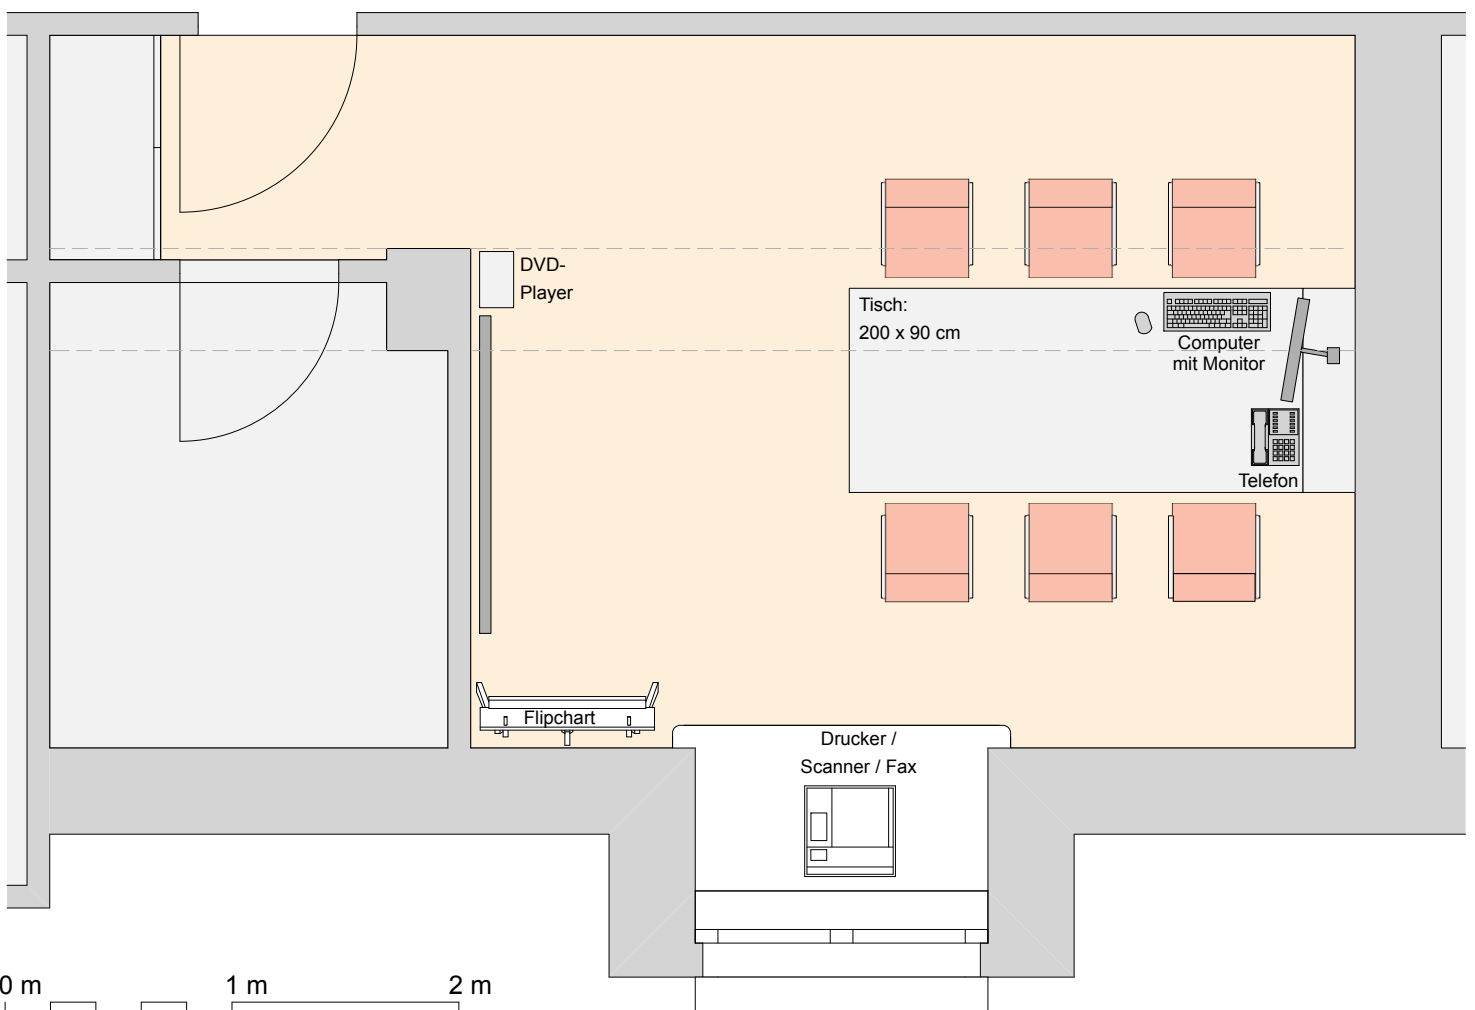 DVD-
Player
Tisch:
200 x 90 cm
Computer
mit Monitor
Telefon
Flipchart
Drucker /
Scanner / Fax
0 m
1 m
2 m